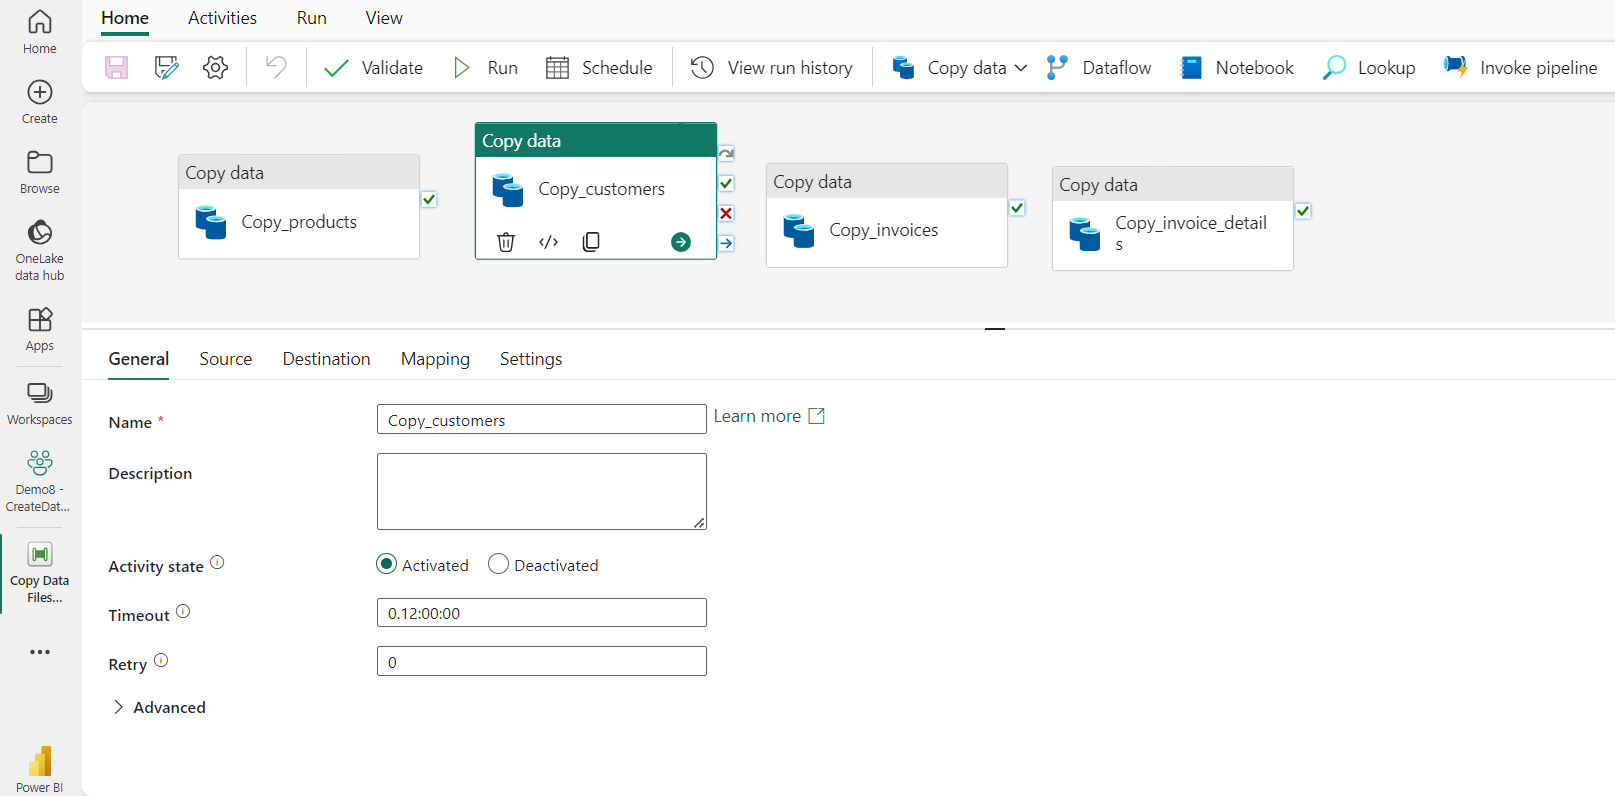 Home
Activities
Run
View
Validate
Run
Schedule
View run history
Copy data
Dataflow
Notebook
Lookup
Invoke pipeline
Home
Create
Browse
OneLake
data hub
Apps
Workspaces
Demo8 -
CreateDat...
Copy Data
Files...
Power BI
Copy data
Copy_products
Copy data
Copy_customers
Copy data
Copy_invoices
Copy data
Copy_invoice_detail
s
General
Source
Destination
Mapping
Settings
Name *
Copy_customers
Learn more
Description
Activity state
Activated
Deactivated
Timeout
0.12:00:00
Retry
0
Advanced